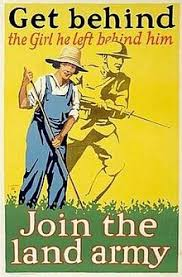 Get behind
the Girl he left behind him
Join the
land army